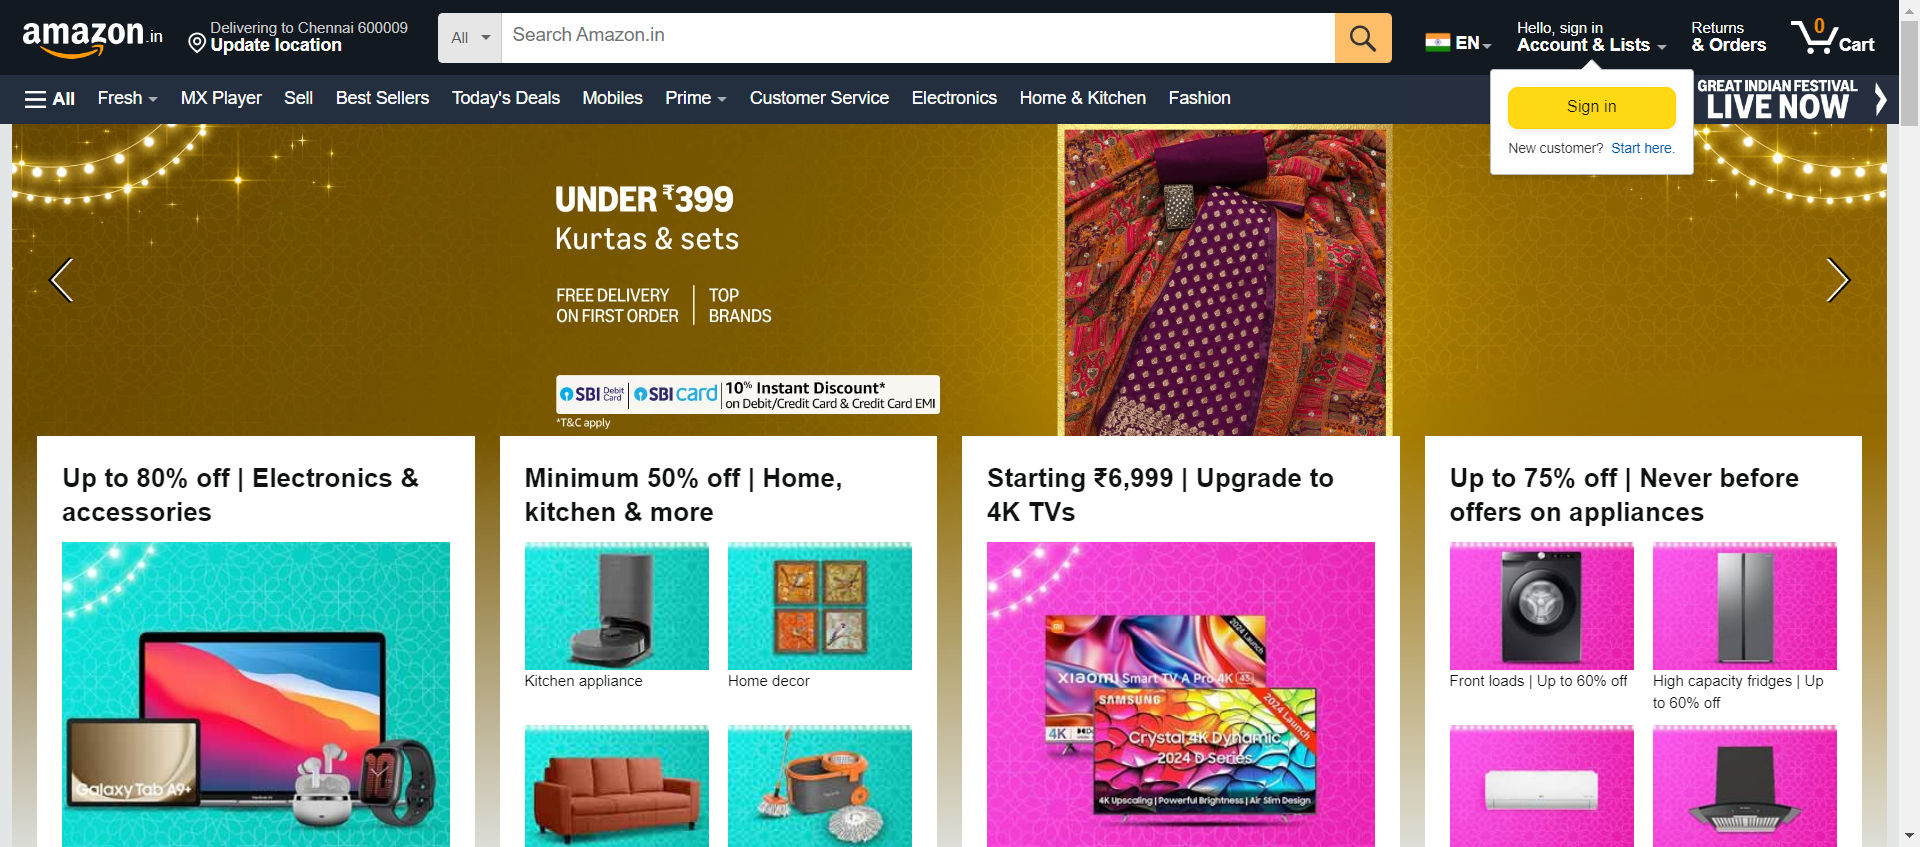 amazon.in
Delivering to Chennai 600009
Update location
All
Search Amazon.in
EN
Hello, sign in
Account & Lists
Returns
& Orders
0
Cart
All
Fresh
MX Player
Sell
Best Sellers
Today's Deals
Mobiles
Prime
Customer Service
Electronics
Home & Kitchen
Fashion
GREAT INDIAN FESTIVAL
LIVE NOW
Sign in
New customer? Start here.
UNDER ₹399
Kurtas & sets
FREE DELIVERY
ON FIRST ORDER
TOP
BRANDS
SBI Debit Card
SBI card
10% Instant Discount*
on Debit/Credit Card & Credit Card EMI
*T&C apply
Up to 80% off | Electronics &
accessories
Galaxy Tab A9+
Minimum 50% off | Home,
kitchen & more
Kitchen appliance
Home decor
Starting ₹6,999 | Upgrade to
4K TVs
mi
2024 Launch
xiaomi Smart TV A Pro 4K 43
4K
SAMSUNG
2024 Launch
Crystal 4K Dynamic
2024 D Series
4K Upscaling | Powerful Brightness | Air Slim Design
Up to 75% off | Never before
offers on appliances
Front loads | Up to 60% off
High capacity fridges | Up
to 60% off